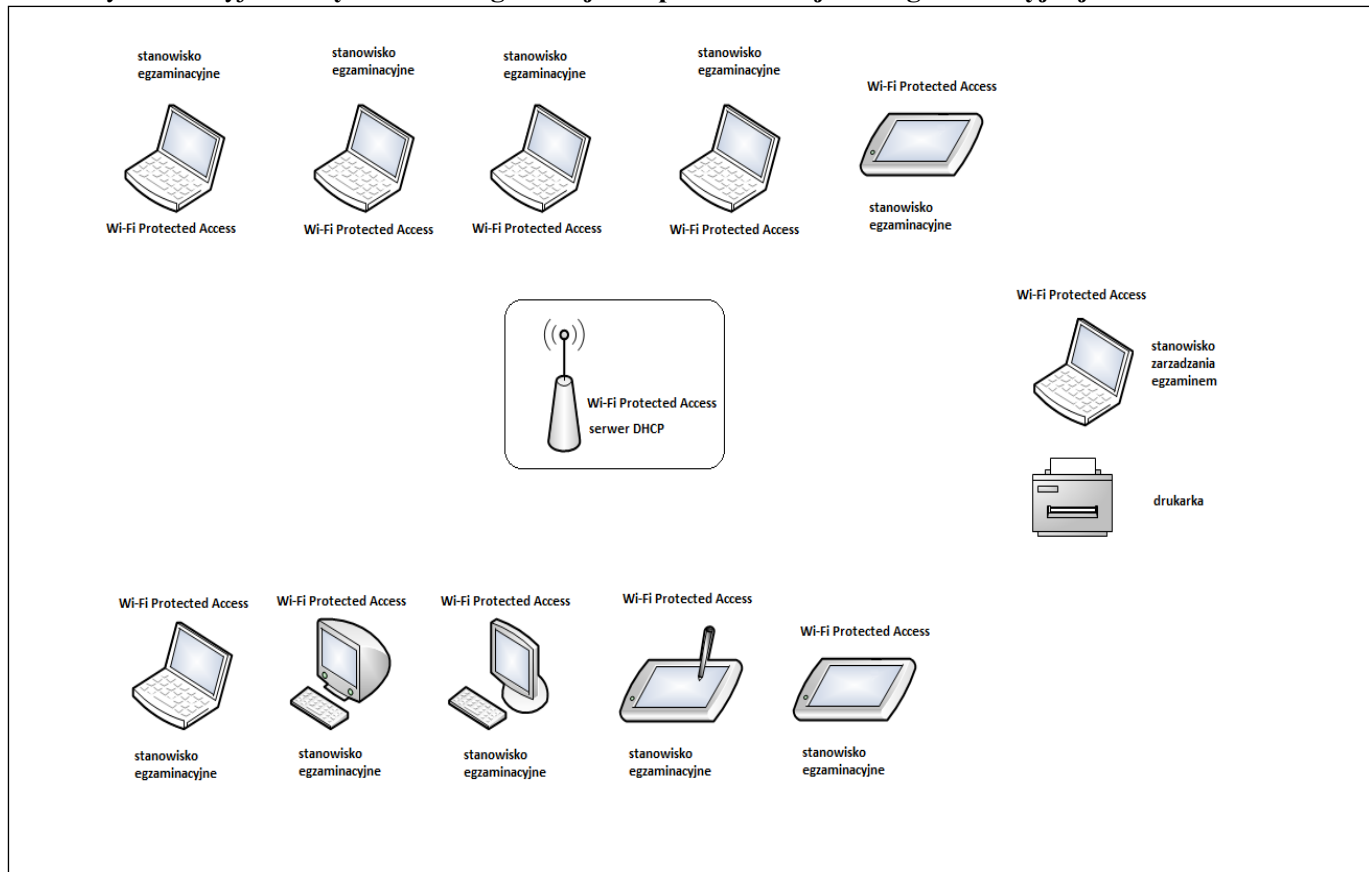 stanowisko
egzaminacyjne
stanowisko
egzaminacyjne
stanowisko
egzaminacyjne
stanowisko
egzaminacyjne
Wi-Fi Protected Access
Wi-Fi Protected Access
Wi-Fi Protected Access
Wi-Fi Protected Access
Wi-Fi Protected Access
stanowisko
egzaminacyjne
Wi-Fi Protected Access
stanowisko
zarzadzania
egzaminem
Wi-Fi Protected Access
serwer DHCP
drukarka
Wi-Fi Protected Access
Wi-Fi Protected Access
Wi-Fi Protected Access
Wi-Fi Protected Access
Wi-Fi Protected Access
stanowisko
egzaminacyjne
stanowisko
egzaminacyjne
stanowisko
egzaminacyjne
stanowisko
egzaminacyjne
stanowisko
egzaminacyjne